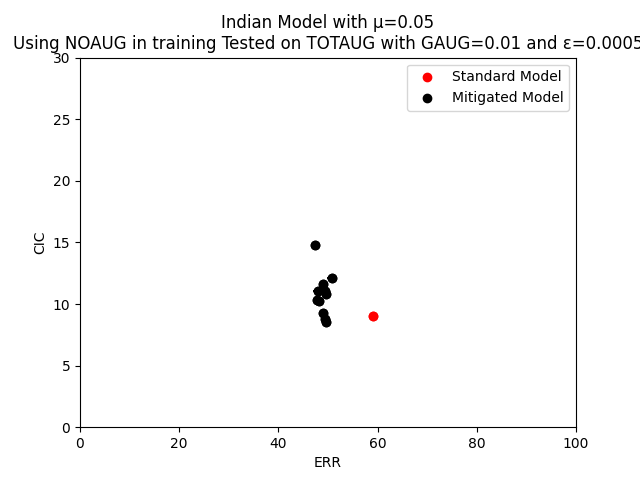 Indian Model with μ=0.05
Using NOAUG in training Tested on TOTAUG with GAUG=0.01 and ε=0.0005
Standard Model
Mitigated Model
30
25
20
15
10
5
0
CIC
0 20 40 60 80 100
ERR